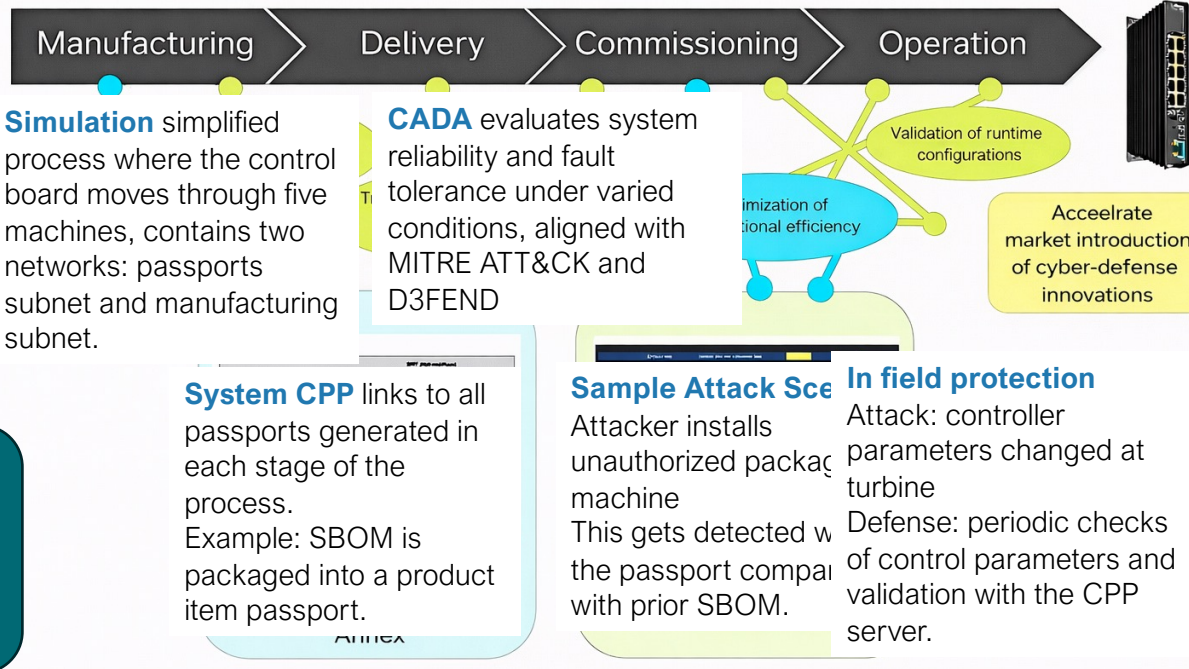 Manufacturing
Delivery
Commissioning
Operation
Simulation simplified
process where the control
board moves through five
machines, contains two
networks: passports
subnet and manufacturing
subnet.
CADA evaluates system
reliability and fault
tolerance under varied
conditions, aligned with
MITRE ATT&CK and
D3FEND
Validation of runtime
configurations
imization of
ional efficiency
Acceelrate
market introduction
of cyber-defense
innovations
System CPP links to all
passports generated in
each stage of the
process.
Example: SBOM is
packaged into a product
item passport.
Annex
Sample Attack Sce
Attacker installs
unauthorized packag
machine
This gets detected w
the passport compar
with prior SBOM.
In field protection
Attack: controller
parameters changed at
turbine
Defense: periodic checks
of control parameters and
validation with the CPP
server.